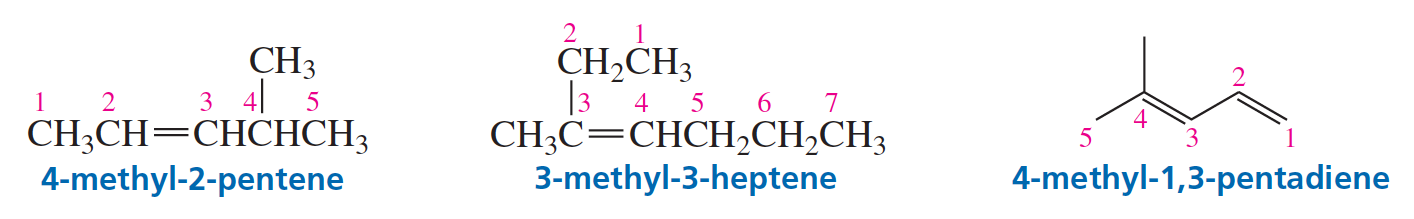 CH₃
1 2 3 4 5
CH₃CH=CHCHCH₃
4-methyl-2-pentene
2 1
CH₂CH₃
3 4 5 6 7
CH₃C=CHCH₂CH₂CH₃
3-methyl-3-heptene
2
4
5 3 1
4-methyl-1,3-pentadiene